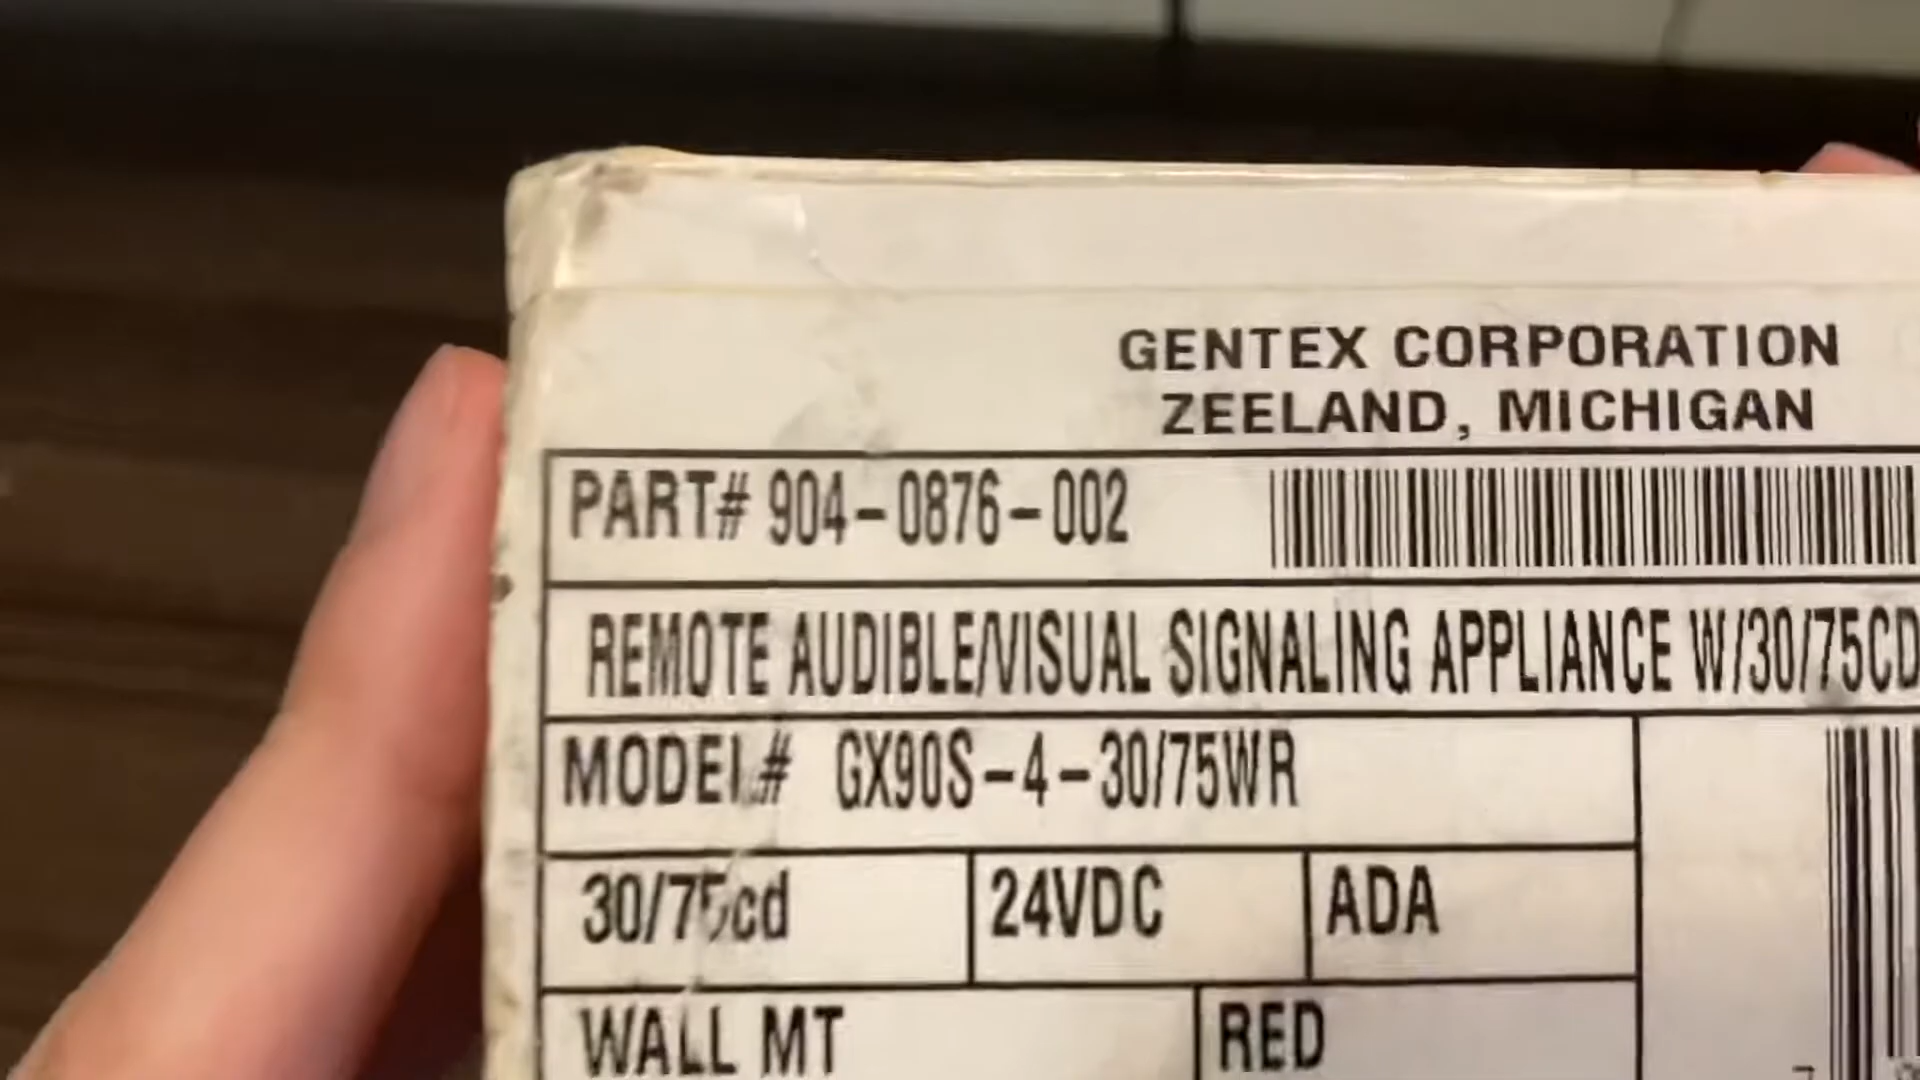 GENTEX CORPORATION
ZEELAND, MICHIGAN
PART# 904-0876-002
REMOTE AUDIBLE/VISUAL SIGNALING APPLIANCE W/30/75CD
MODEL# GX90S-4-30/75WR
30/75cd 24VDC ADA
WALL MT RED